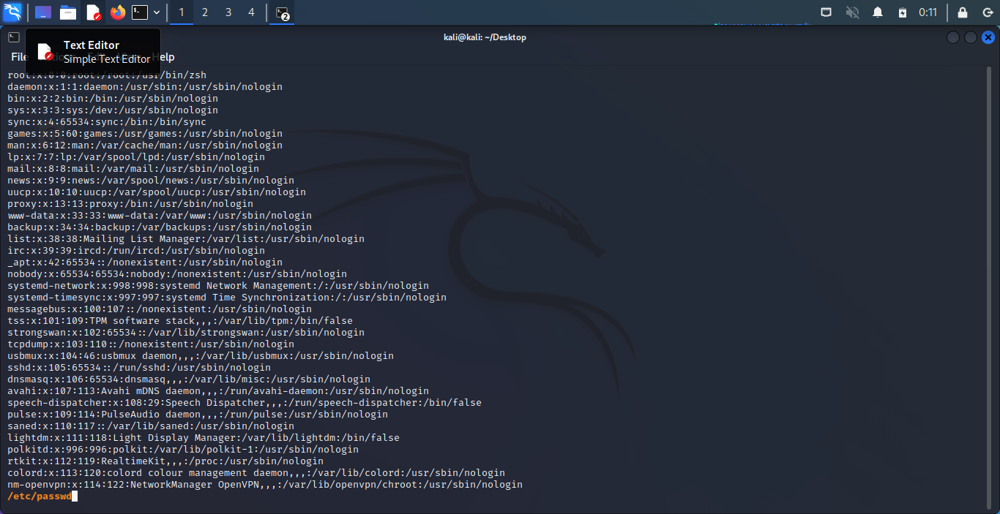 1 2 3 4
2
0:11
kali@kali: ~/Desktop
Text Editor
Simple Text Editor
File Help
root:x:0:0:root:/root:/usr/bin/zsh
daemon:x:1:1:daemon:/usr/sbin:/usr/sbin/nologin
bin:x:2:2:bin:/bin:/usr/sbin/nologin
sys:x:3:3:sys:/dev:/usr/sbin/nologin
sync:x:4:65534:sync:/bin:/bin/sync
games:x:5:60:games:/usr/games:/usr/sbin/nologin
man:x:6:12:man:/var/cache/man:/usr/sbin/nologin
lp:x:7:7:lp:/var/spool/lpd:/usr/sbin/nologin
mail:x:8:8:mail:/var/mail:/usr/sbin/nologin
news:x:9:9:news:/var/spool/news:/usr/sbin/nologin
uucp:x:10:10:uucp:/var/spool/uucp:/usr/sbin/nologin
proxy:x:13:13:proxy:/bin:/usr/sbin/nologin
www-data:x:33:33:www-data:/var/www:/usr/sbin/nologin
backup:x:34:34:backup:/var/backups:/usr/sbin/nologin
list:x:38:38:Mailing List Manager:/var/list:/usr/sbin/nologin
irc:x:39:39:ircd:/run/ircd:/usr/sbin/nologin
_apt:x:42:65534::/nonexistent:/usr/sbin/nologin
nobody:x:65534:65534:nobody:/nonexistent:/usr/sbin/nologin
systemd-network:x:998:998:systemd Network Management:/:/usr/sbin/nologin
systemd-timesync:x:997:997:systemd Time Synchronization:/:/usr/sbin/nologin
messagebus:x:100:107::/nonexistent:/usr/sbin/nologin
tss:x:101:109:TPM software stack,,,:/var/lib/tpm:/bin/false
strongswan:x:102:65534::/var/lib/strongswan:/usr/sbin/nologin
tcpdump:x:103:110::/nonexistent:/usr/sbin/nologin
usbmux:x:104:46:usbmux daemon,,,:/var/lib/usbmux:/usr/sbin/nologin
sshd:x:105:65534::/run/sshd:/usr/sbin/nologin
dnsmasq:x:106:65534:dnsmasq,,,:/var/lib/misc:/usr/sbin/nologin
avahi:x:107:113:Avahi mDNS daemon,,,:/run/avahi-daemon:/usr/sbin/nologin
speech-dispatcher:x:108:29:Speech Dispatcher,,,:/run/speech-dispatcher:/bin/false
pulse:x:109:114:PulseAudio daemon,,,:/run/pulse:/usr/sbin/nologin
saned:x:110:117::/var/lib/saned:/usr/sbin/nologin
lightdm:x:111:118:Light Display Manager:/var/lib/lightdm:/bin/false
polkitd:x:996:996:polkit:/var/lib/polkit-1:/usr/sbin/nologin
rtkit:x:112:119:RealtimeKit,,,:/proc:/usr/sbin/nologin
colord:x:113:120:colord colour management daemon,,,:/var/lib/colord:/usr/sbin/nologin
nm-openvpn:x:114:122:NetworkManager OpenVPN,,,:/var/lib/openvpn/chroot:/usr/sbin/nologin
/etc/passwd